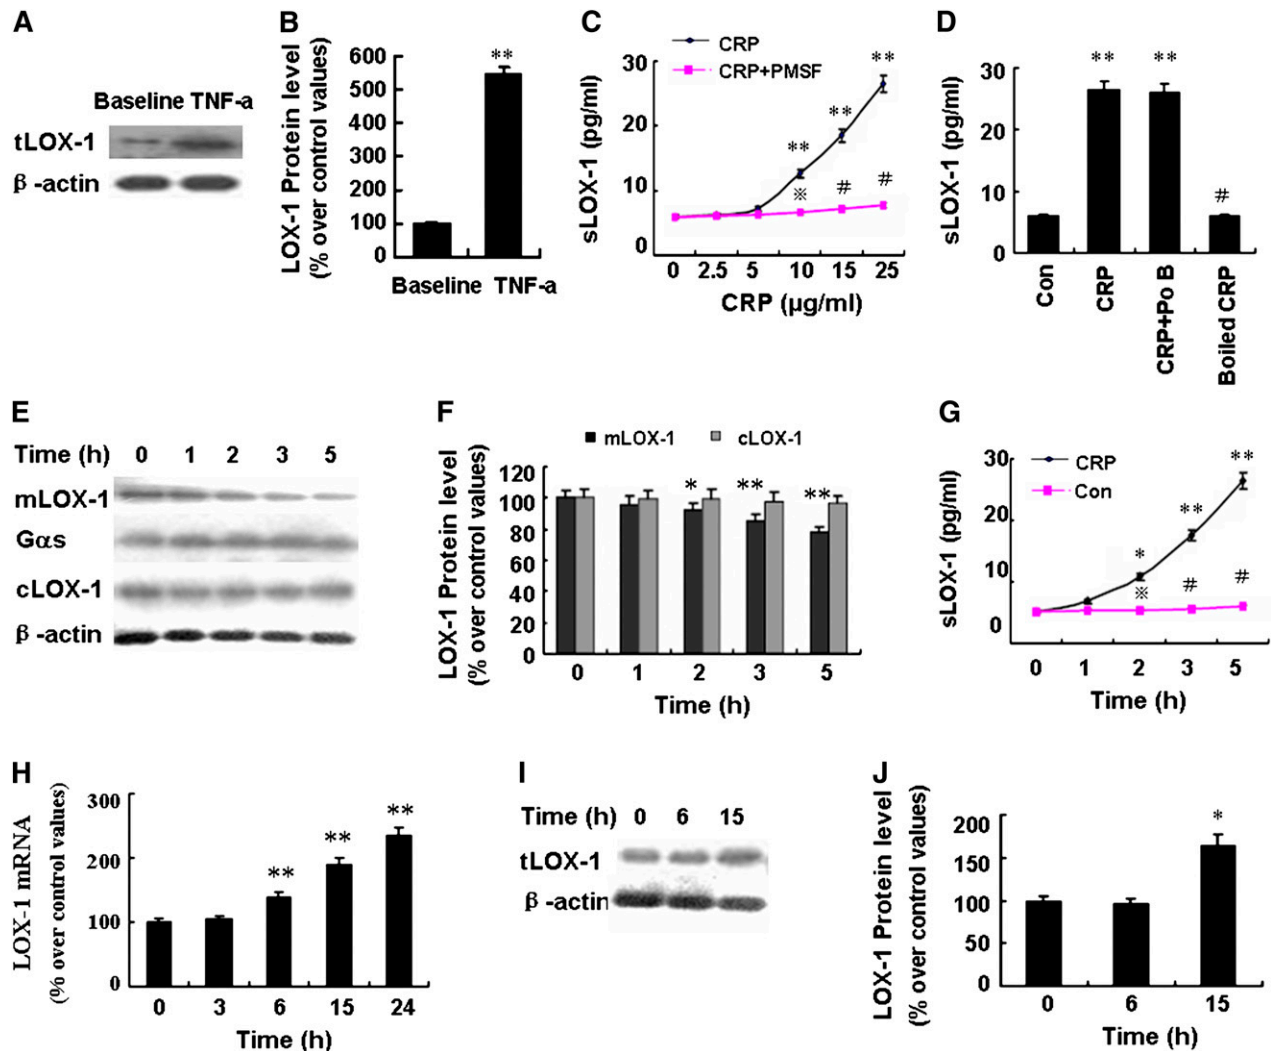 A
Baseline TNF-a
tLOX-1
β-actin
B
LOX-1 Protein level
(% over control values)
600
500
400
300
200
100
0
**
Baseline TNF-a
C
CRP
CRP+PMSF
sLOX-1 (pg/ml)
30
20
10
0
**
**
**
※
#
#
0 2.5 5 10 15 25
CRP (μg/ml)
D
sLOX-1 (pg/ml)
30
20
10
0
**
**
#
Con
CRP
CRP+Po B
Boiled CRP
E
Time (h) 0 1 2 3 5
mLOX-1
Gαs
cLOX-1
β-actin
F
mLOX-1 cLOX-1
LOX-1 Protein level
(% over control values)
120
100
80
60
40
20
0
*
**
**
0 1 2 3 5
Time (h)
G
CRP
Con
sLOX-1 (pg/ml)
30
20
10
0
*
**
**
※
#
#
0 1 2 3 5
Time (h)
H
LOX-1 mRNA
(% over control values)
300
200
100
0
**
**
**
0 3 6 15 24
Time (h)
I
Time (h) 0 6 15
tLOX-1
β-actin
J
LOX-1 Protein level
(% over control values)
200
150
100
50
0
*
0 6 15
Time (h)